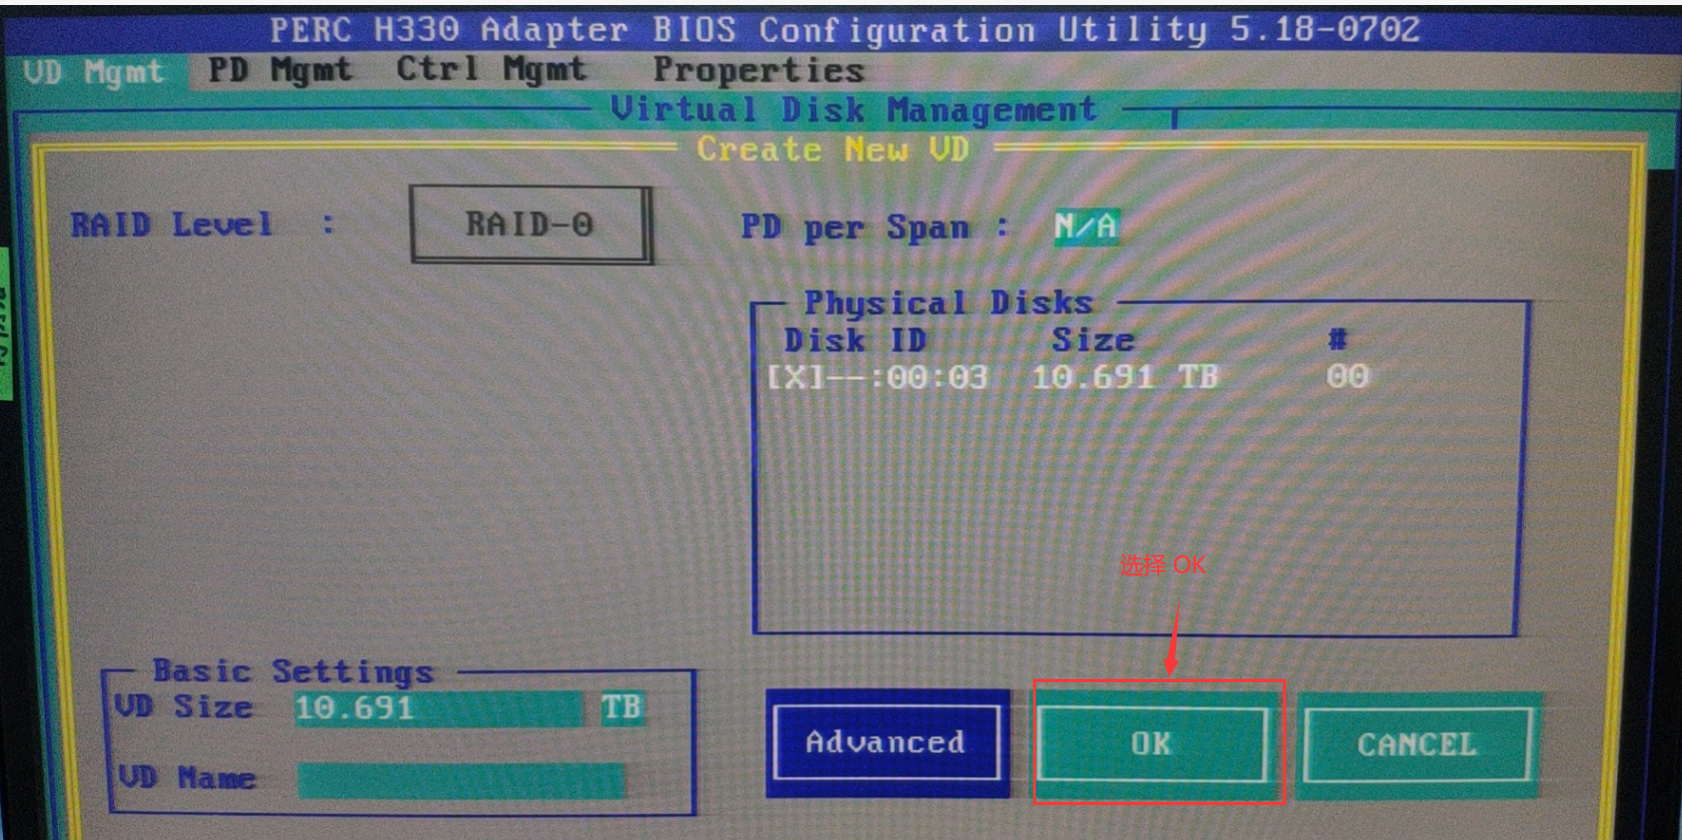 PERC H330 Adapter BIOS Configuration Utility 5.18-0702
VD Mgmt PD Mgmt Ctrl Mgmt Properties
Virtual Disk Management
Create New VD
RAID Level : RAID-0 PD per Span : N/A
Physical Disks
Disk ID Size #
[X]--:00:03 10.691 TB 00
选择 OK
Basic Settings
VD Size 10.691 TB
VD Name
Advanced OK CANCEL